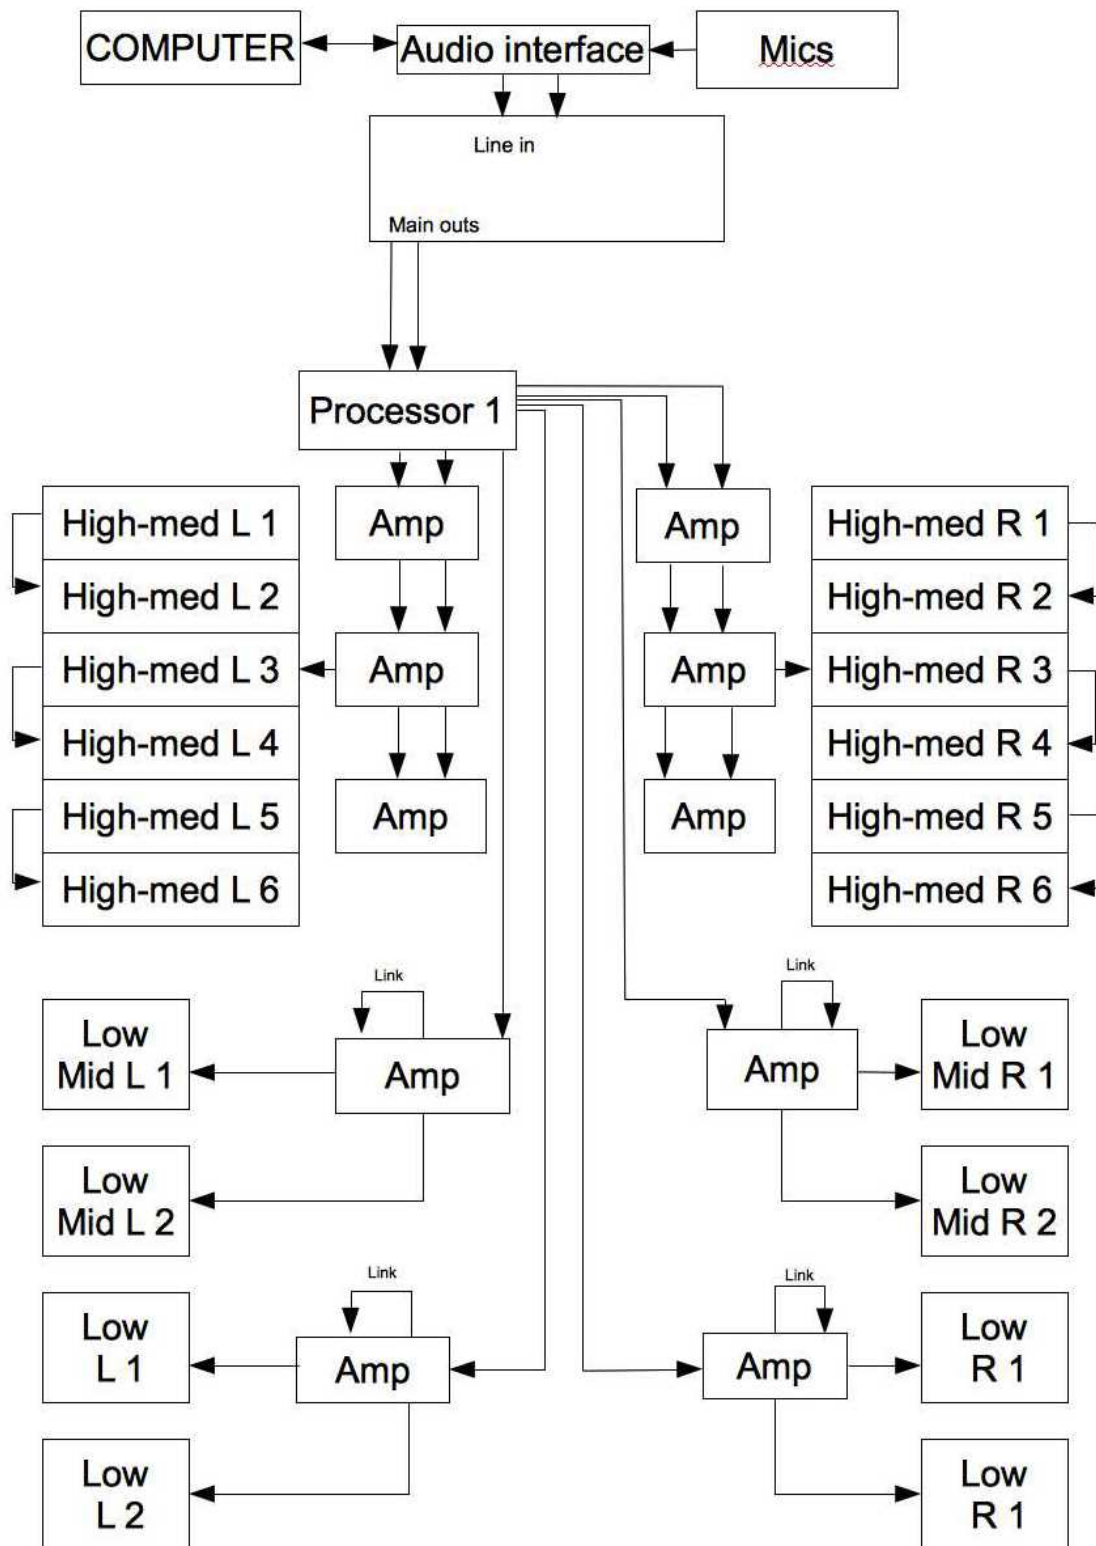 COMPUTER
Audio interface
Mics
Line in
Main outs
Processor 1
High-med L 1
Amp
Amp
High-med R 1
High-med L 2
High-med R 2
High-med L 3
Amp
Amp
High-med R 3
High-med L 4
High-med R 4
High-med L 5
Amp
Amp
High-med R 5
High-med L 6
High-med R 6
Link
Link
Low
Mid L 1
Amp
Amp
Low
Mid R 1
Low
Mid L 2
Low
Mid R 2
Link
Link
Low
L 1
Amp
Amp
Low
R 1
Low
L 2
Low
R 1